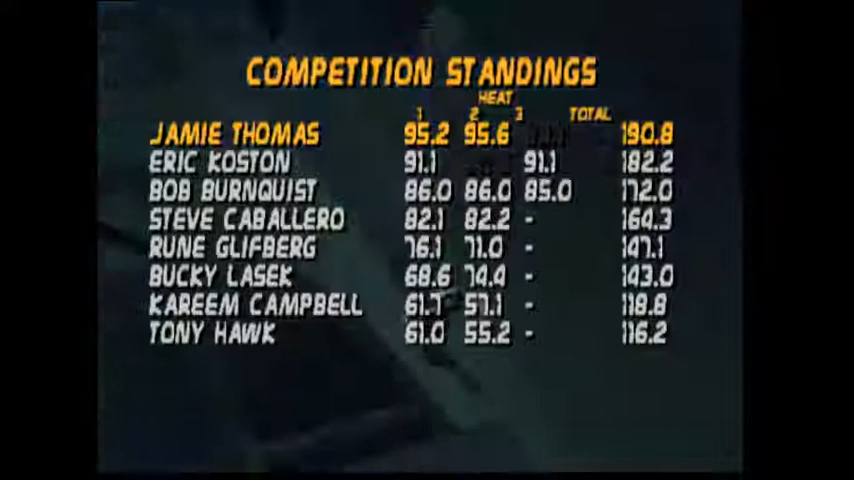 COMPETITION STANDINGS
HEAT
1 2 3 TOTAL
JAMIE THOMAS 95.2 95.6 190.8
ERIC KOSTON 91.1 91.1 182.2
BOB BURNQUIST 86.0 86.0 85.0 172.0
STEVE CABALLERO 82.1 82.2 - 164.3
RUNE GLIFBERG 76.1 71.0 - 147.1
BUCKY LASEK 68.6 74.4 - 143.0
KAREEM CAMPBELL 61.7 57.1 - 118.8
TONY HAWK 61.0 55.2 - 116.2